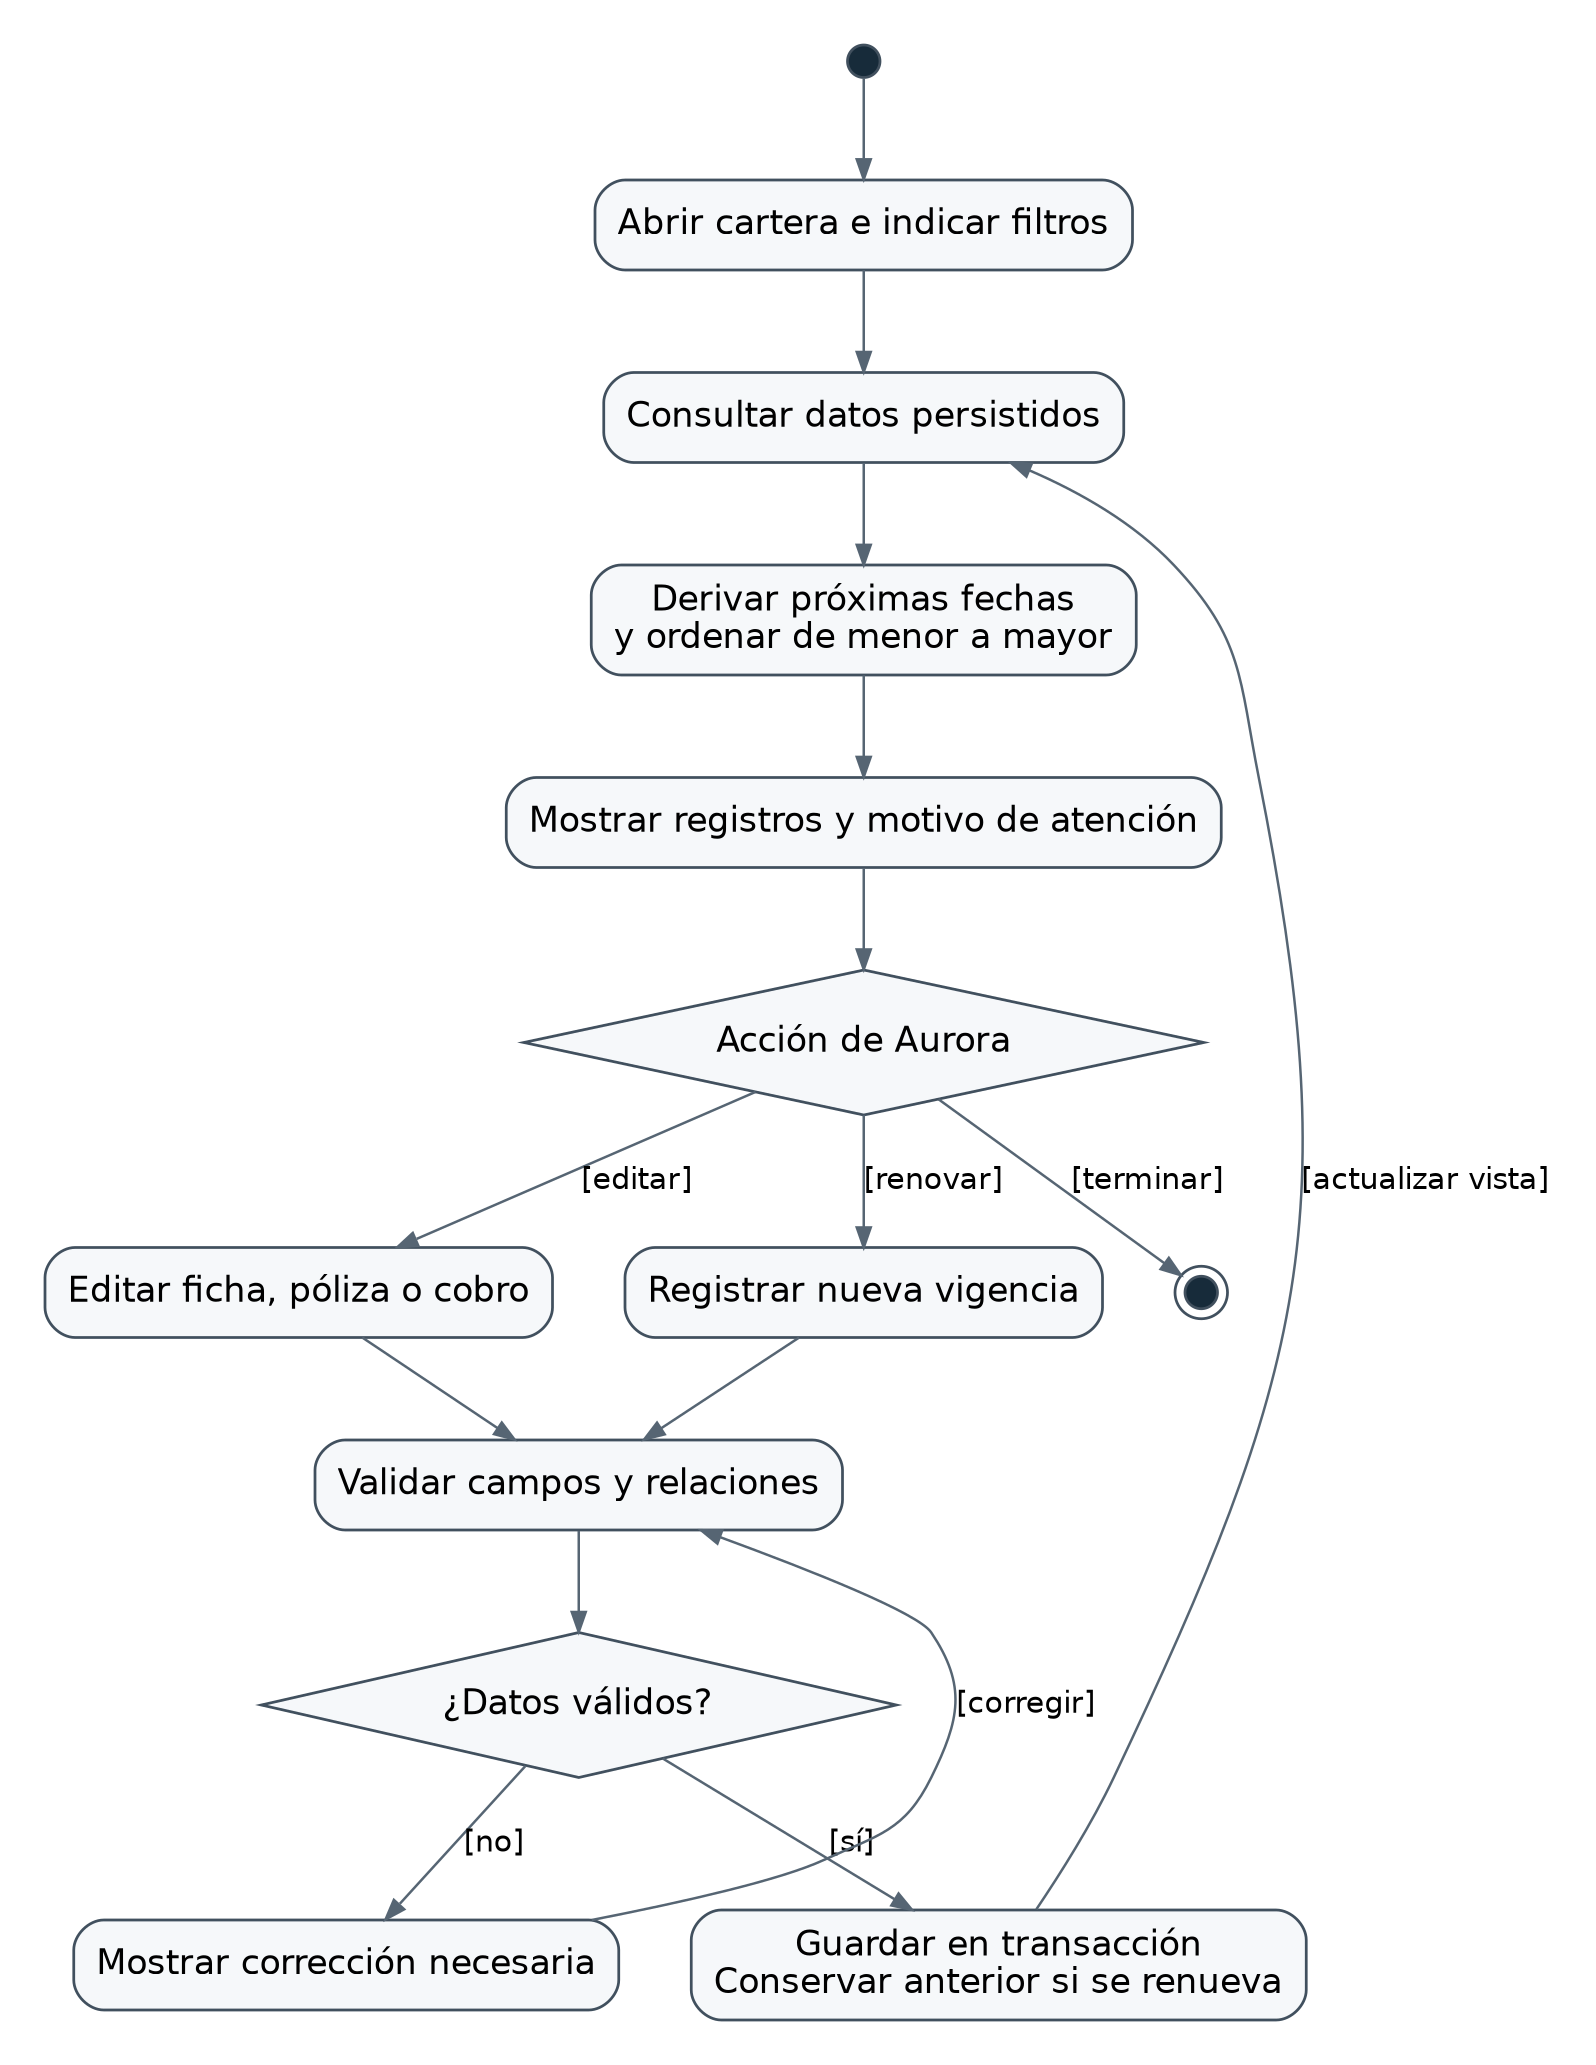 Abrir cartera e indicar filtros
Consultar datos persistidos
Derivar próximas fechas
y ordenar de menor a mayor
Mostrar registros y motivo de atención
Acción de Aurora
[editar]
[renovar]
[terminar]
[actualizar vista]
Editar ficha, póliza o cobro
Registrar nueva vigencia
Validar campos y relaciones
¿Datos válidos?
[corregir]
[no]
[sí]
Mostrar corrección necesaria
Guardar en transacción
Conservar anterior si se renueva